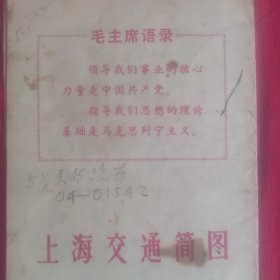 毛主席语录
领导我们事业的核心
力量是中国共产党。
指导我们思想的理论
基础是马克思列宁主义。
04-01542
上海交通简图